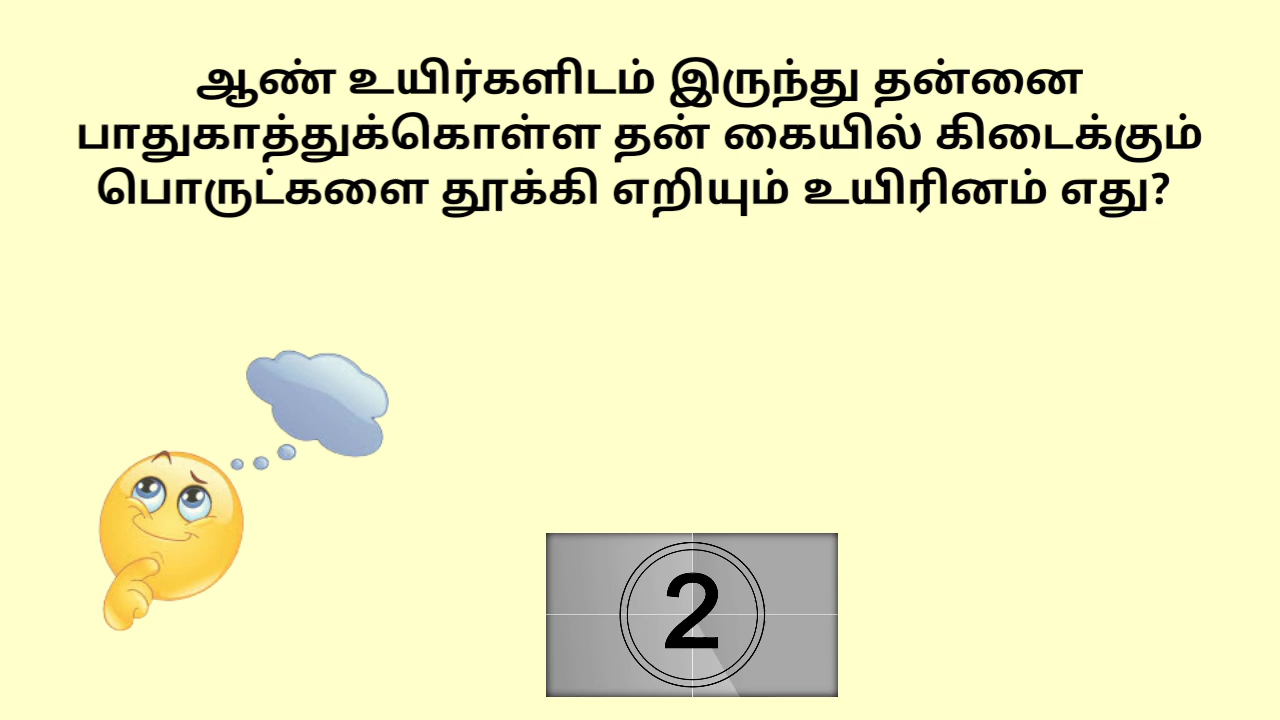 ஆண் உயிர்களிடம் இருந்து தன்னை
பாதுகாத்துக்கொள்ள தன் கையில் கிடைக்கும்
பொருட்களை தூக்கி எறியும் உயிரினம் எது?
2